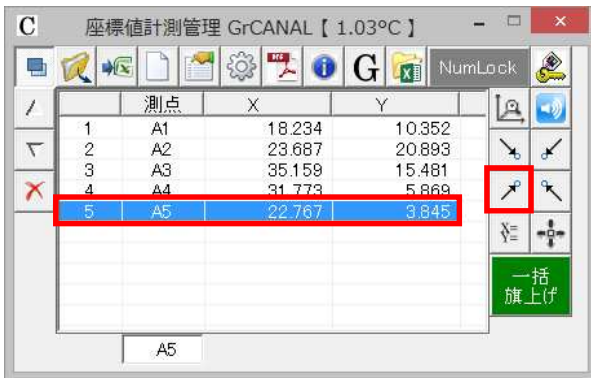 C 座標値計測管理 GrCANAL【 1.03℃ 】
G NumLock
測点 X Y
1 A1 18.234 10.352
2 A2 23.687 20.893
3 A3 35.159 15.481
4 A4 31.773 5.869
5 A5 22.767 3.845
X=
Y=
一括
旗上げ
A5